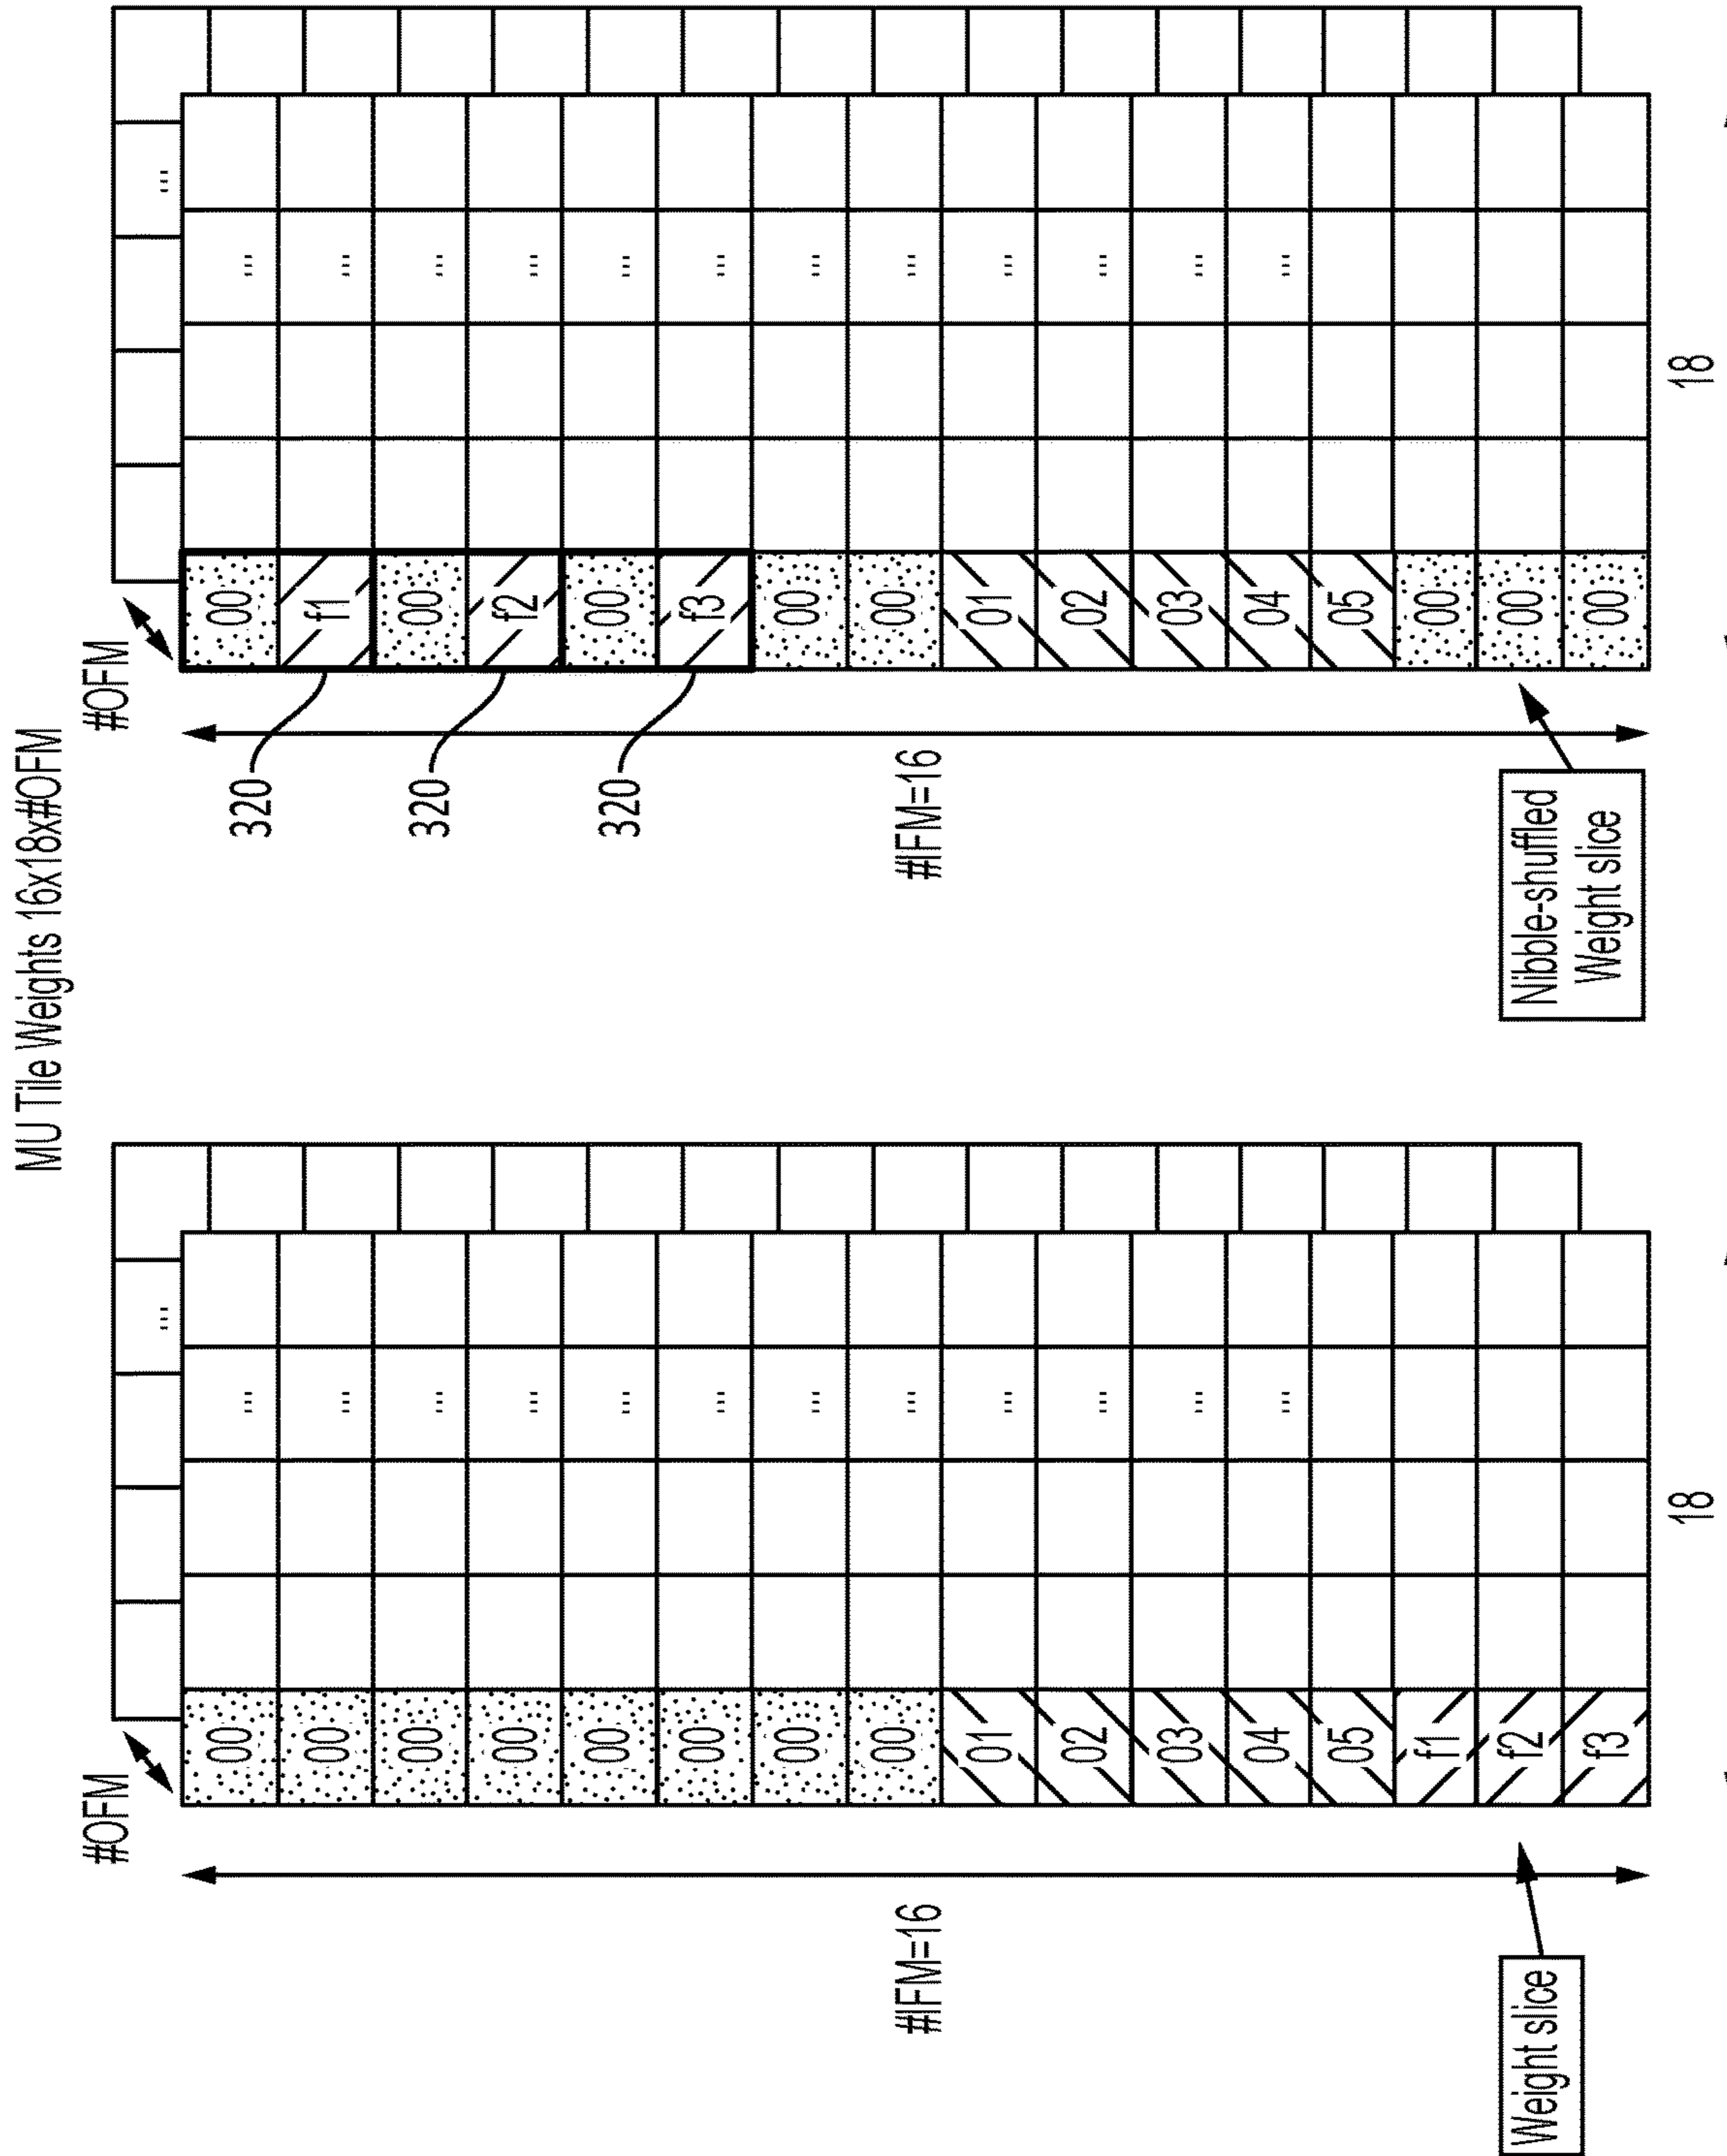 MU Tile Weights 16x18x#OFM
#OFM
...
00 ...
00 ...
00 ...
00 ...
00 ...
00 ...
00 ...
00 ...
#IFM=16
01 ...
02 ...
03 ...
04 ...
05
f1
f2
f3
Weight slice
18
#OFM
...
00 ...
320
f1 ...
00 ...
320
f2 ...
00 ...
320
f3 ...
00 ...
00 ...
#IFM=16
01 ...
02 ...
03 ...
04 ...
05
00
00
00
Nibble-shuffled
Weight slice
18